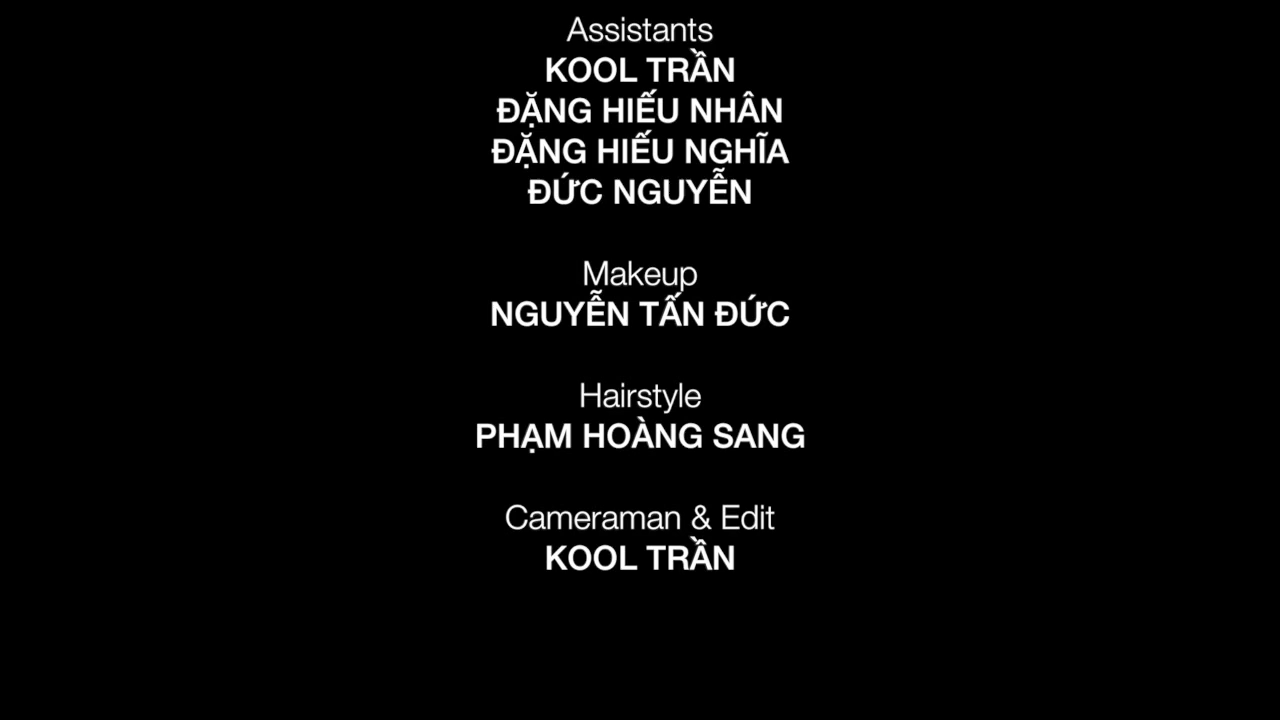 Assistants
KOOL TRẦN
ĐẶNG HIẾU NHÂN
ĐẶNG HIẾU NGHĨA
ĐỨC NGUYỄN
Makeup
NGUYỄN TẤN ĐỨC
Hairstyle
PHẠM HOÀNG SANG
Cameraman & Edit
KOOL TRẦN